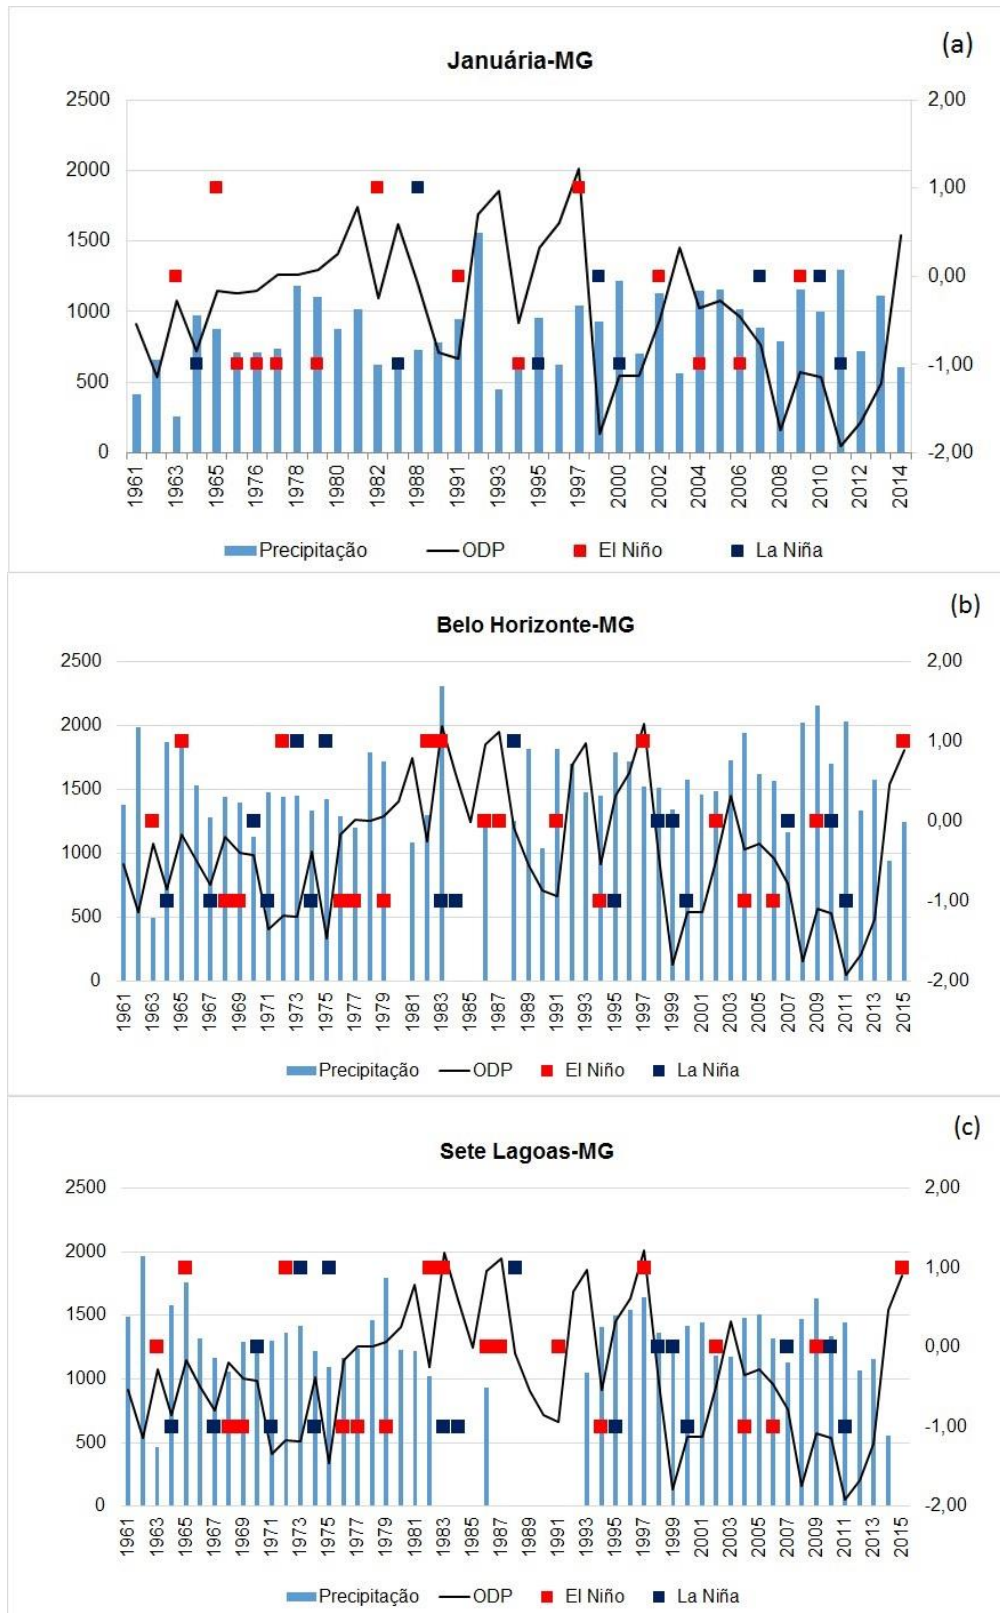 (a)
Januária-MG
2500 2,00
2000 1,00
1500
0,00
1000
500 -1,00
0 -2,00
1961 1963 1965 1976 1978 1980 1982 1988 1991 1993 1995 1997 2000 2002 2004 2006 2008 2010 2012 2014
Precipitação ODP El Niño La Niña
(b)
Belo Horizonte-MG
2500 2,00
2000 1,00
1500
0,00
1000
500 -1,00
0 -2,00
1961 1963 1965 1967 1969 1971 1973 1975 1977 1979 1981 1983 1985 1987 1989 1991 1993 1995 1997 1999 2001 2003 2005 2007 2009 2011 2013 2015
Precipitação ODP El Niño La Niña
(c)
Sete Lagoas-MG
2500 2,00
2000 1,00
1500
0,00
1000
500 -1,00
0 -2,00
1961 1963 1965 1967 1969 1971 1973 1975 1977 1979 1981 1983 1985 1987 1989 1991 1993 1995 1997 1999 2001 2003 2005 2007 2009 2011 2013 2015
Precipitação ODP El Niño La Niña